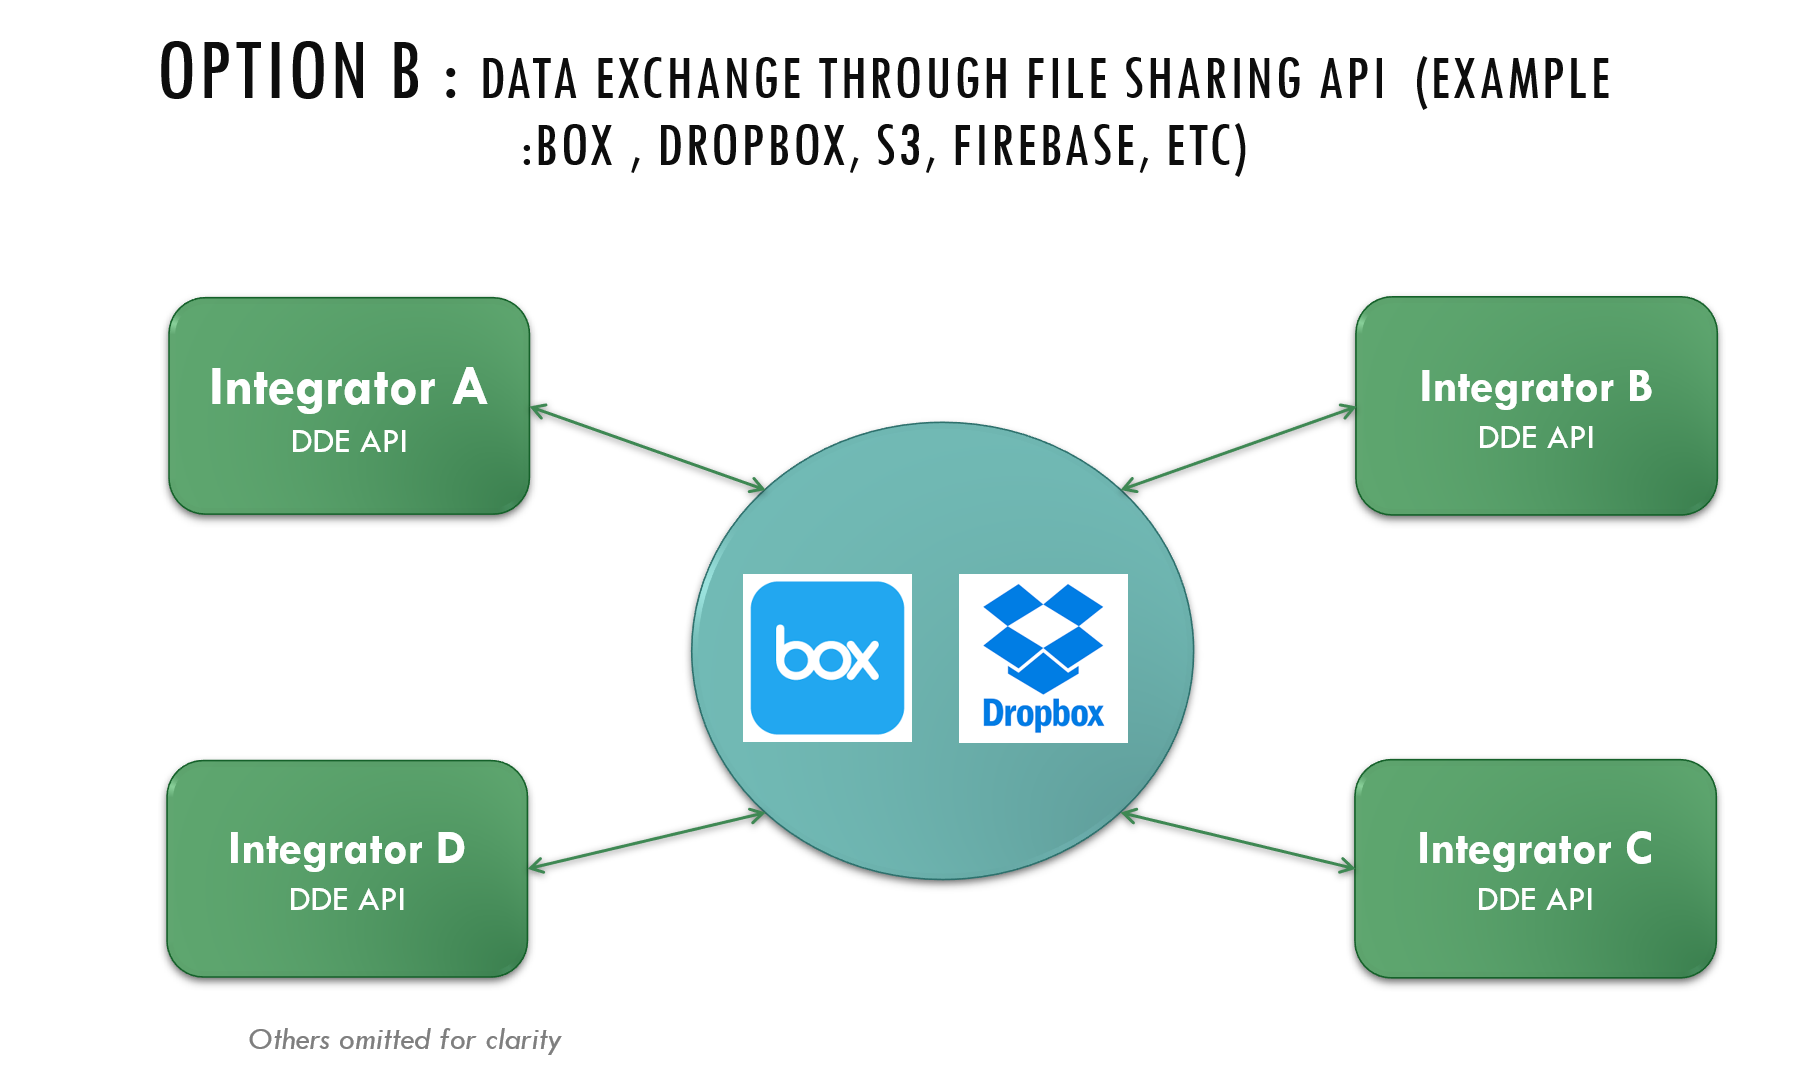 OPTION B : DATA EXCHANGE THROUGH FILE SHARING API (EXAMPLE
:BOX , DROPBOX, S3, FIREBASE, ETC)
Integrator A
DDE API
Integrator B
DDE API
box
Dropbox
Integrator D
DDE API
Integrator C
DDE API
Others omitted for clarity